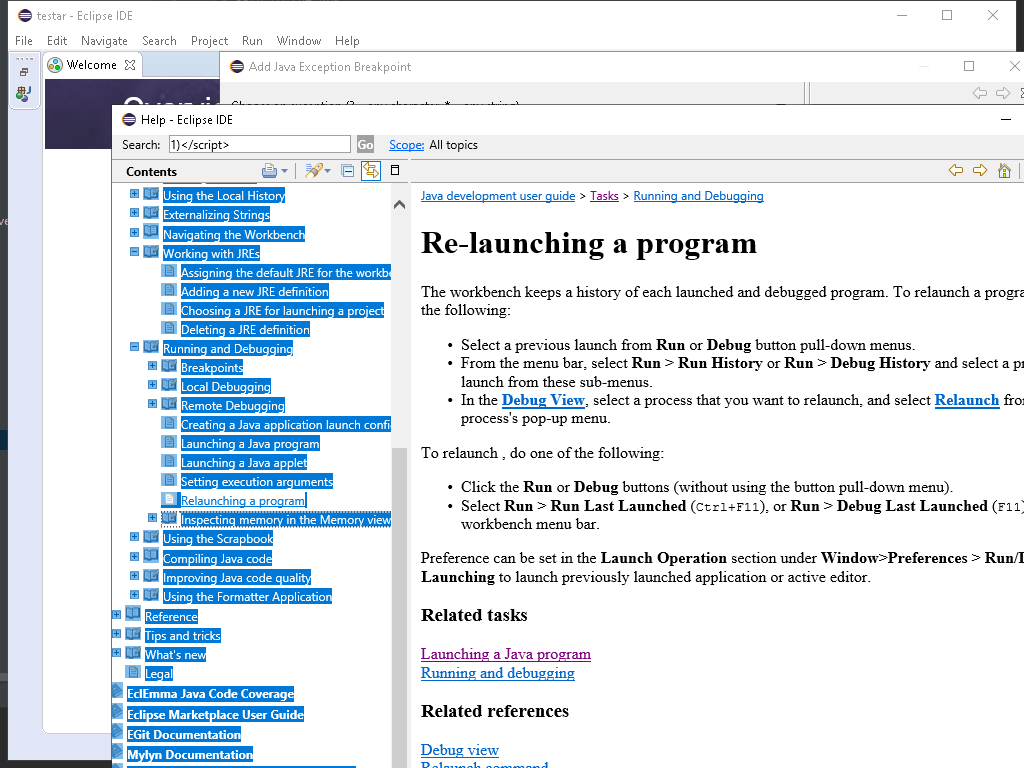 testar - Eclipse IDE
File Edit Navigate Search Project Run Window Help
Welcome
Add Java Exception Breakpoint
Help - Eclipse IDE
Search: 1)</script> Go Scope: All topics
Contents
Using the Local History
Externalizing Strings
Navigating the Workbench
Working with JREs
Assigning the default JRE for the workbe
Adding a new JRE definition
Choosing a JRE for launching a project
Deleting a JRE definition
Running and Debugging
Breakpoints
Local Debugging
Remote Debugging
Creating a Java application launch confi
Launching a Java program
Launching a Java applet
Setting execution arguments
Relaunching a program
Inspecting memory in the Memory view
Using the Scrapbook
Compiling Java code
Improving Java code quality
Using the Formatter Application
Reference
Tips and tricks
What's new
Legal
EclEmma Java Code Coverage
Eclipse Marketplace User Guide
EGit Documentation
Mylyn Documentation
Java development user guide > Tasks > Running and Debugging
Re-launching a program
The workbench keeps a history of each launched and debugged program. To relaunch a progra
the following:
• Select a previous launch from Run or Debug button pull-down menus.
• From the menu bar, select Run > Run History or Run > Debug History and select a pr
launch from these sub-menus.
• In the Debug View, select a process that you want to relaunch, and select Relaunch from
process's pop-up menu.
To relaunch , do one of the following:
• Click the Run or Debug buttons (without using the button pull-down menu).
• Select Run > Run Last Launched (Ctrl+F11), or Run > Debug Last Launched (F11)
workbench menu bar.
Preference can be set in the Launch Operation section under Window>Preferences > Run/D
Launching to launch previously launched application or active editor.
Related tasks
Launching a Java program
Running and debugging
Related references
Debug view
Relaunch command